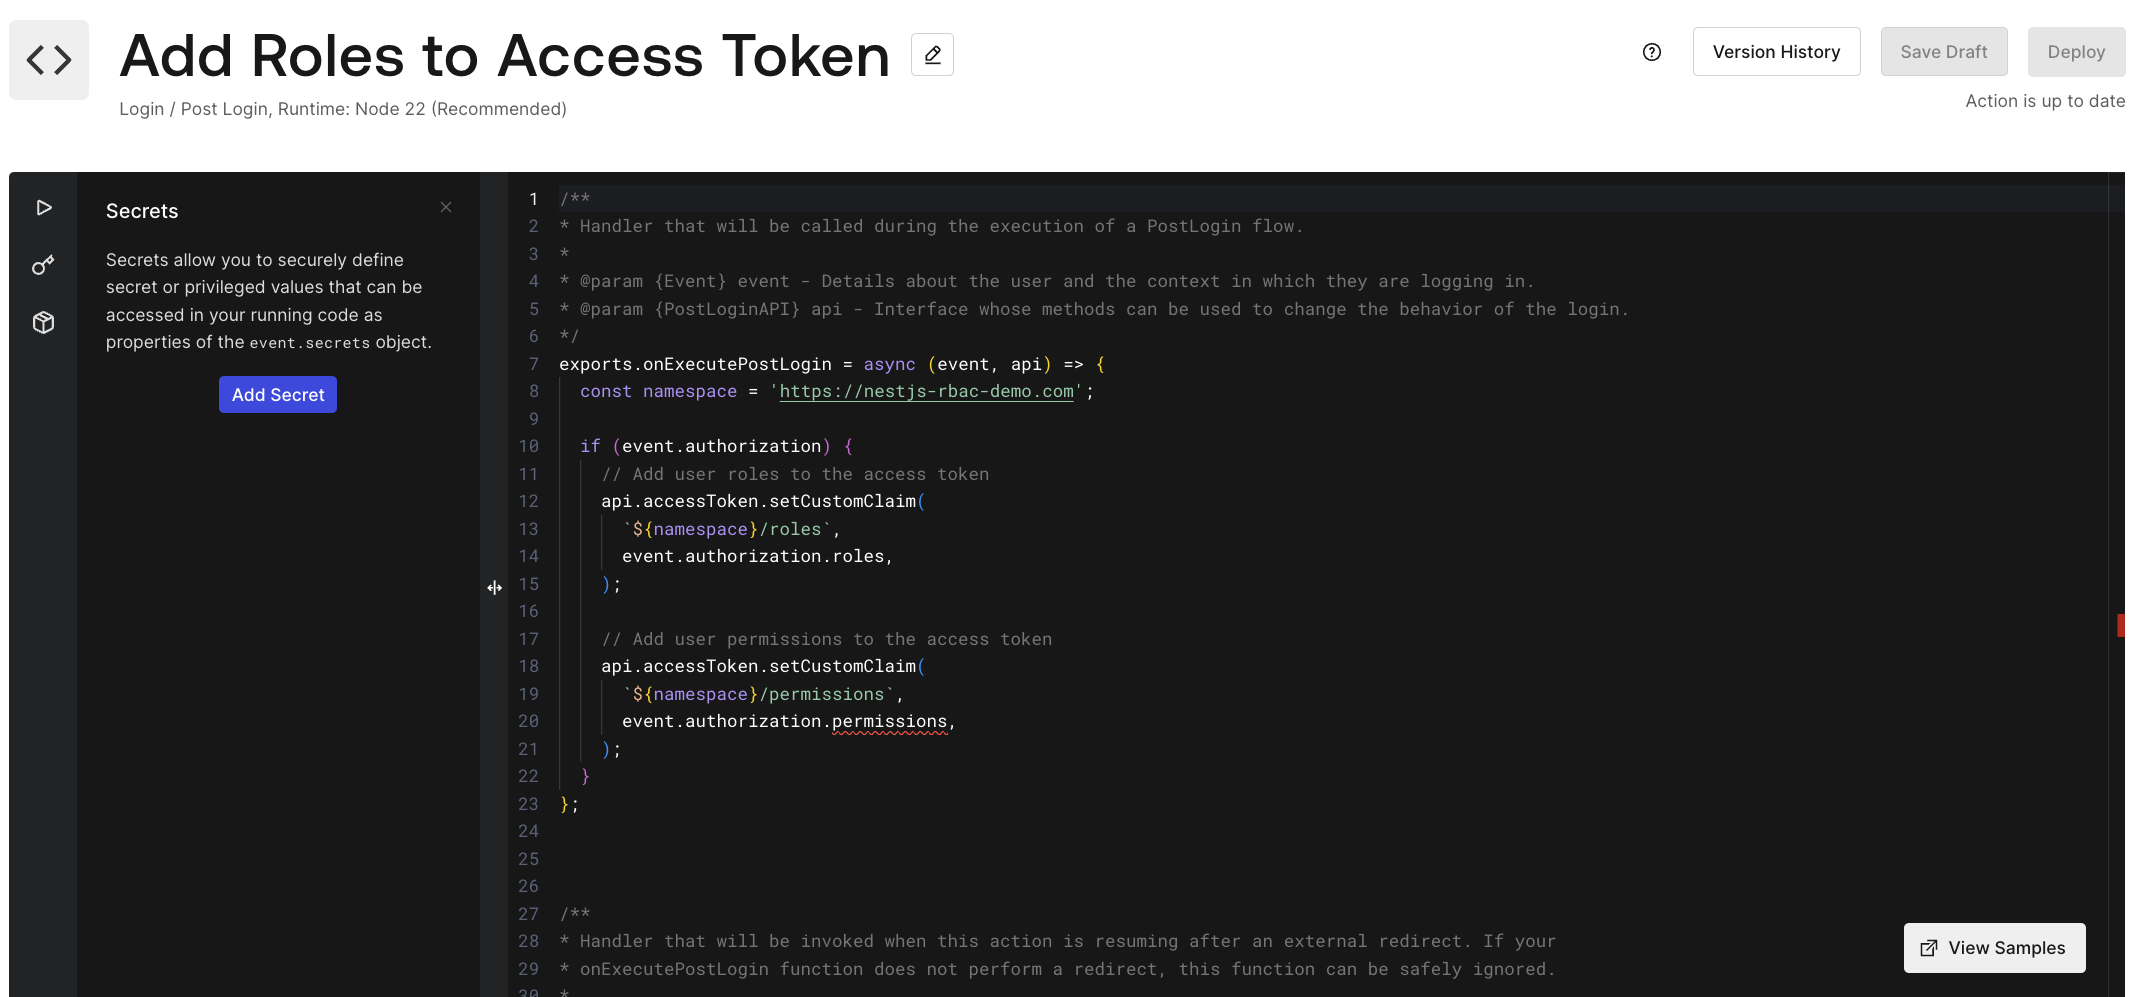 Add Roles to Access Token
Login / Post Login, Runtime: Node 22 (Recommended)
Version History
Save Draft
Deploy
Action is up to date
Secrets
Secrets allow you to securely define
secret or privileged values that can be
accessed in your running code as
properties of the event.secrets object.
Add Secret
1 /**
2 * Handler that will be called during the execution of a PostLogin flow.
3 *
4 * @param {Event} event - Details about the user and the context in which they are logging in.
5 * @param {PostLoginAPI} api - Interface whose methods can be used to change the behavior of the login.
6 */
7 exports.onExecutePostLogin = async (event, api) => {
8   const namespace = 'https://nestjs-rbac-demo.com';
9
10   if (event.authorization) {
11     // Add user roles to the access token
12     api.accessToken.setCustomClaim(
13       `${namespace}/roles`,
14       event.authorization.roles,
15     );
16
17     // Add user permissions to the access token
18     api.accessToken.setCustomClaim(
19       `${namespace}/permissions`,
20       event.authorization.permissions,
21     );
22   }
23 };
24
25
26
27 /**
28 * Handler that will be invoked when this action is resuming after an external redirect. If your
29 * onExecutePostLogin function does not perform a redirect, this function can be safely ignored.
30 *
View Samples